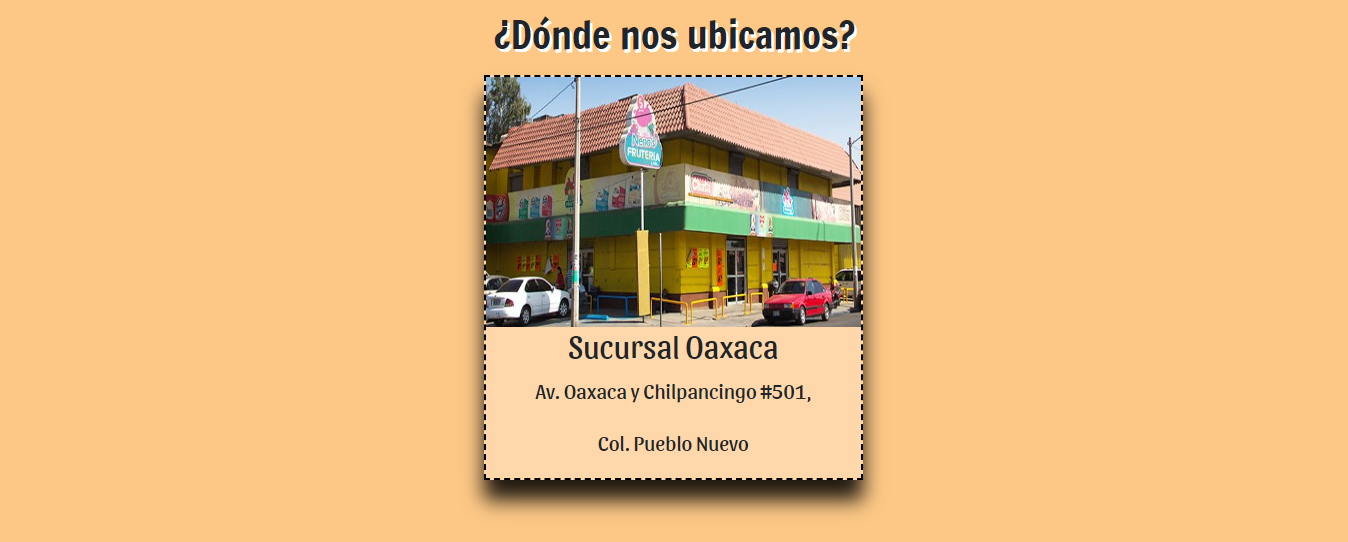 ¿Dónde nos ubicamos?
FRUTERIA
Sucursal Oaxaca
Av. Oaxaca y Chilpancingo #501,
Col. Pueblo Nuevo